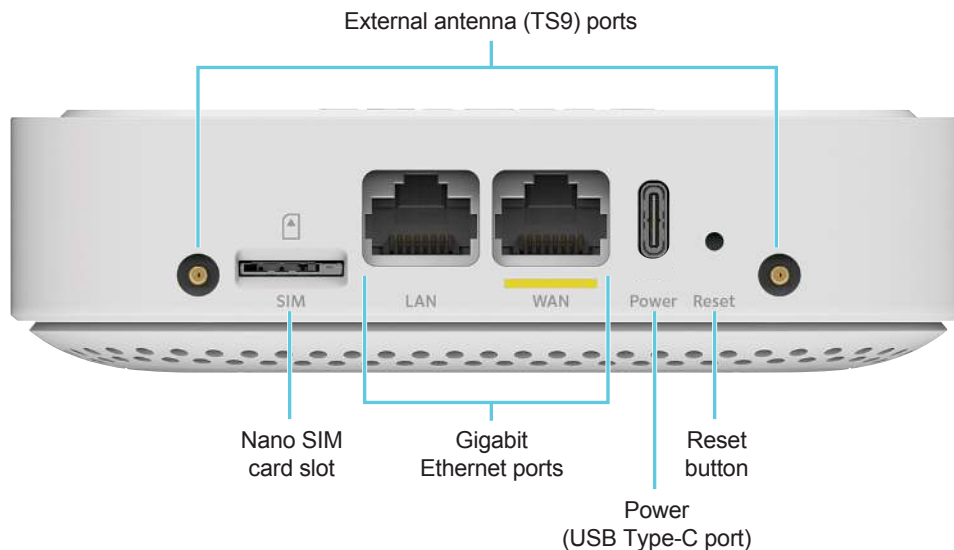 External antenna (TS9) ports
SIM
LAN
WAN
Power
Reset
Nano SIM
card slot
Gigabit
Ethernet ports
Reset
button
Power
(USB Type-C port)